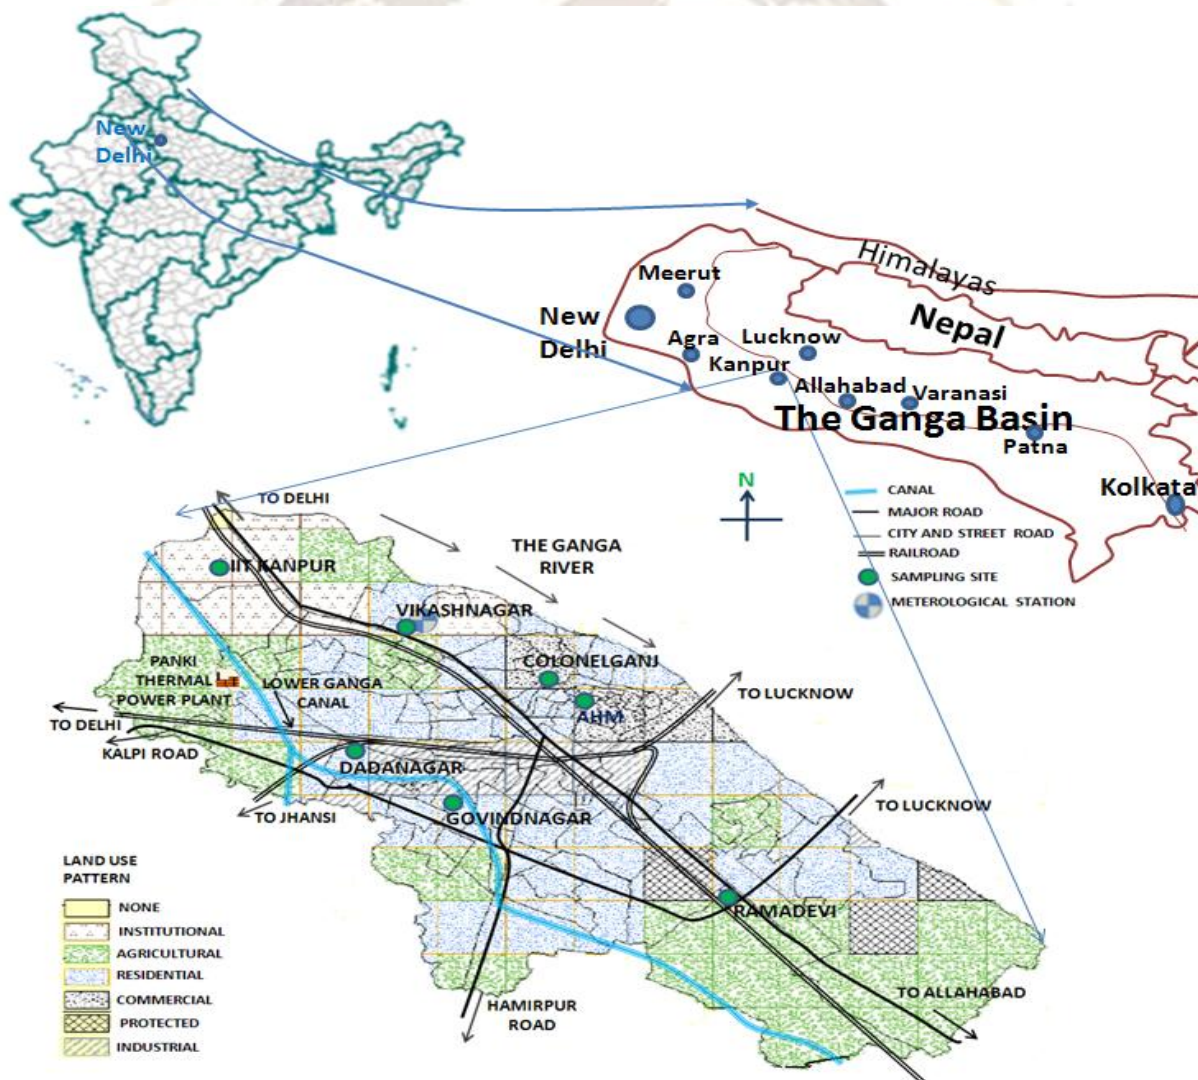 New
Delhi
Himalayas
Meerut
Nepal
New
Delhi
Agra
Lucknow
Kanpur
Allahabad
Varanasi
The Ganga Basin
Patna
Kolkata
N
CANAL
MAJOR ROAD
CITY AND STREET ROAD
RAILROAD
SAMPLING SITE
METEROLOGICAL STATION
TO DELHI
THE GANGA
RIVER
IIT KANPUR
VIKASHNAGAR
COLONELGANJ
PANKI
THERMAL
POWER PLANT
LOWER GANGA
CANAL
TO LUCKNOW
AHM
TO DELHI
KALPI ROAD
DADANAGAR
TO JHANSI
GOVINDNAGAR
TO LUCKNOW
RAMADEVI
TO ALLAHABAD
HAMIRPUR
ROAD
LAND USE
PATTERN
NONE
INSTITUTIONAL
AGRICULTURAL
RESIDENTIAL
COMMERCIAL
PROTECTED
INDUSTRIAL